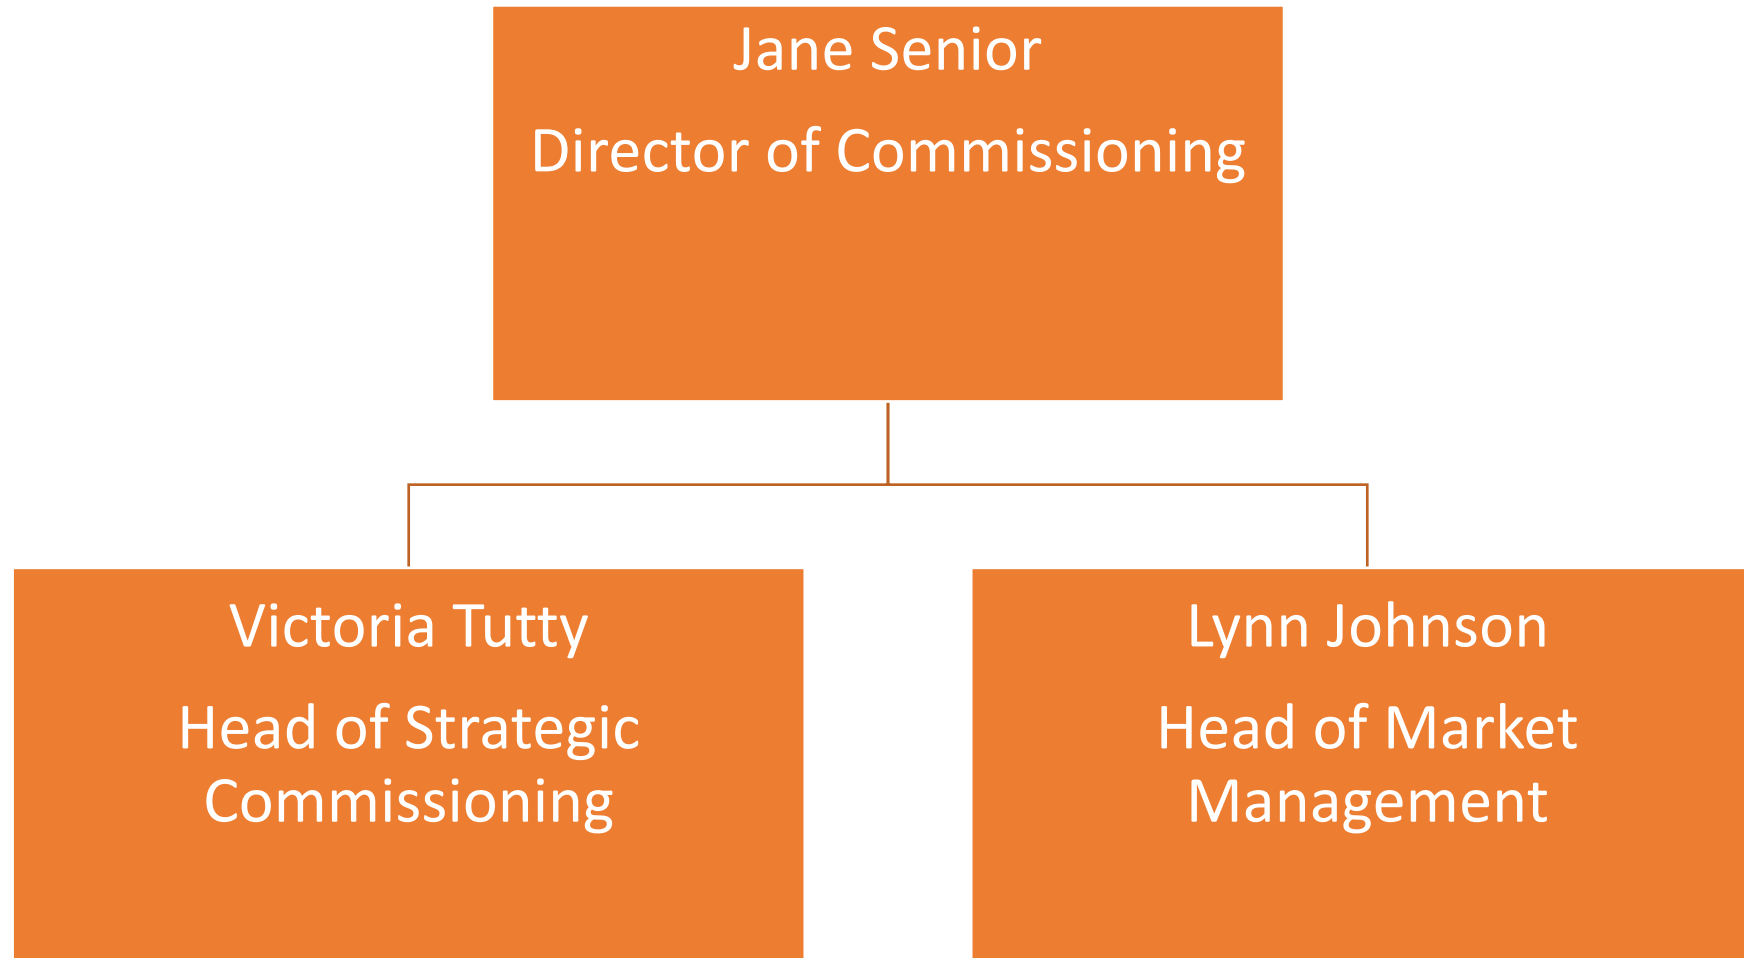 Jane Senior
Director of Commissioning
Victoria Tutty
Head of Strategic
Commissioning
Lynn Johnson
Head of Market
Management